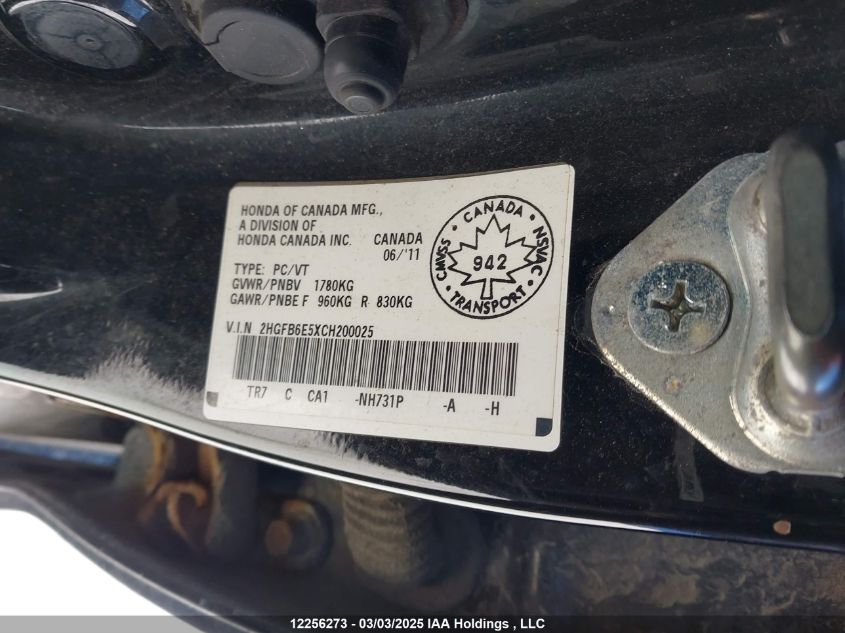 HONDA OF CANADA MFG.,
A DIVISION OF
HONDA CANADA INC. CANADA
06/'11
TYPE: PC/VT
GVWR/PNBV 1780KG
GAWR/PNBE F 960KG R 830KG
V.I.N 2HGFB6E5XCH200025
TR7 C CA1 -NH731P -A -H
CANADA
CMVSS
942
NSVAC
TRANSPORT
12256273 - 03/03/2025 IAA Holdings , LLC